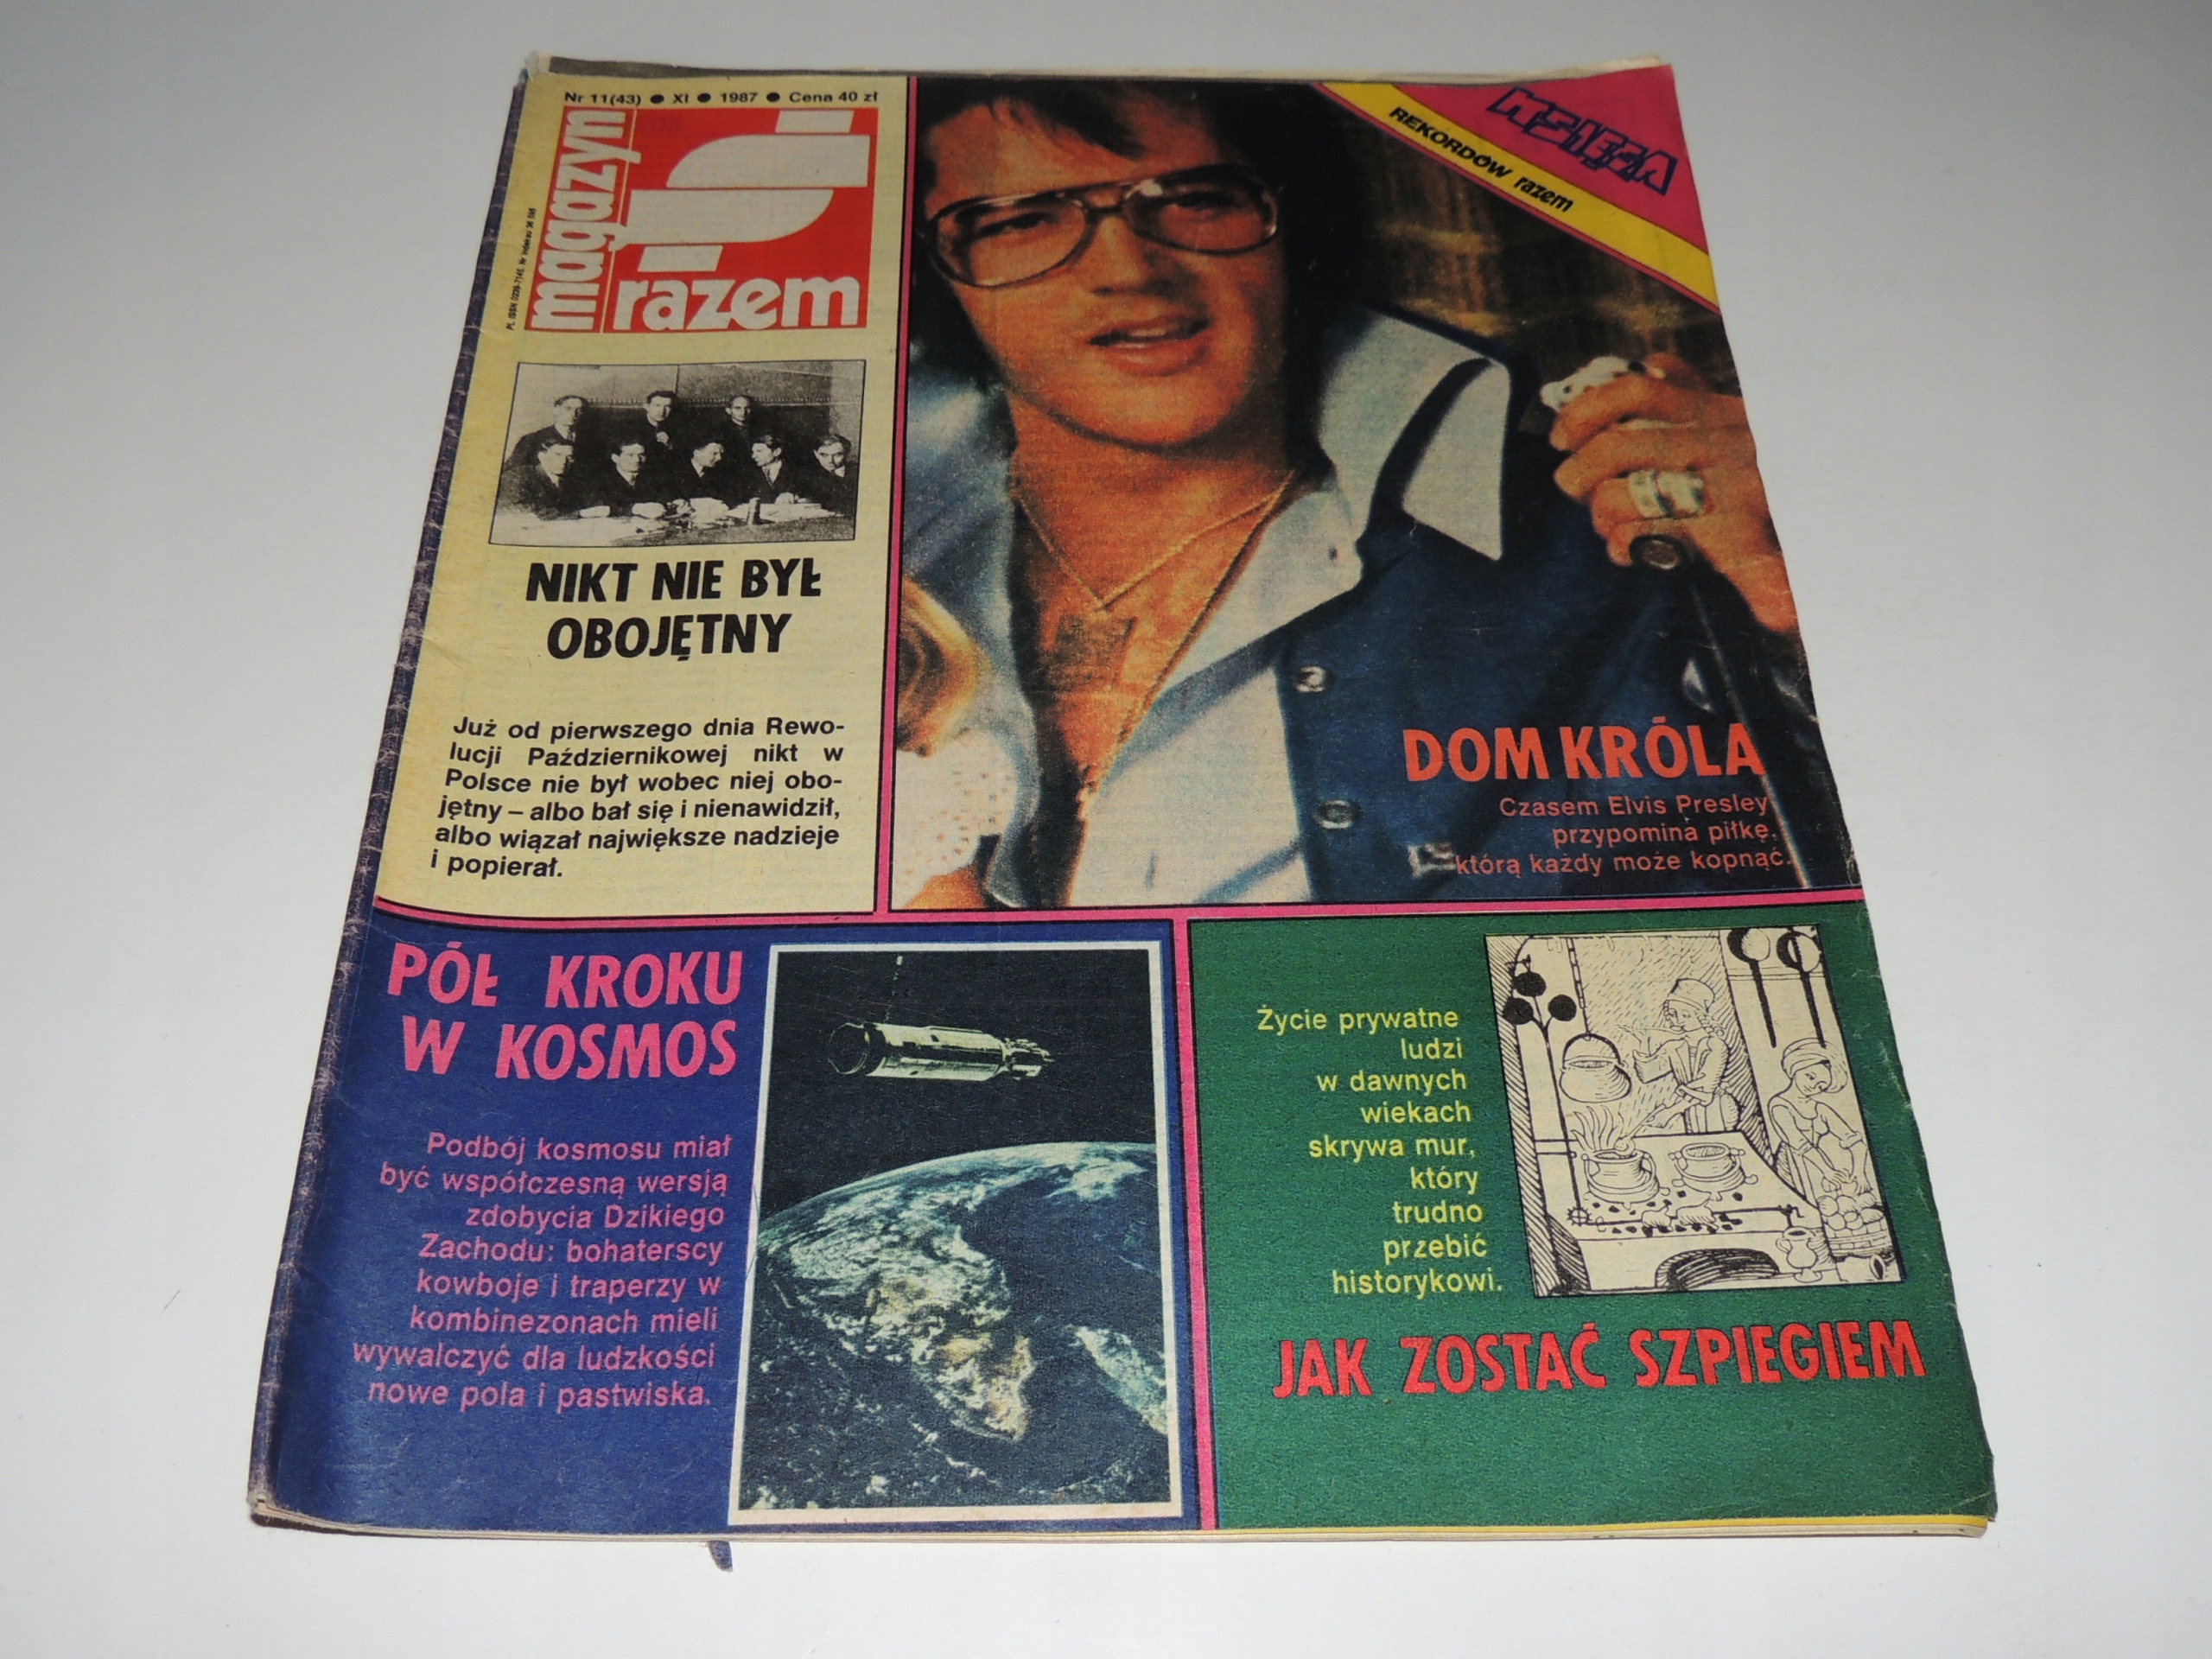 Nr 11(43) ● XI ● 1987 ● Cena 40 zł
magazyn
razem
KSIĘGA
REKORDÓW razem
NIKT NIE BYŁ
OBOJĘTNY
Już od pierwszego dnia Rewo-
lucji Październikowej nikt w
Polsce nie był wobec niej obo-
jętny – albo bał się i nienawidził,
albo wiązał największe nadzieje
i popierał.
DOM KRÓLA
Czasem Elvis Presley
przypomina piłkę,
którą każdy może kopnąć.
PÓŁ KROKU
W KOSMOS
Podbój kosmosu miał
być współczesną wersją
zdobycia Dzikiego
Zachodu: bohaterscy
kowboje i traperzy w
kombinezonach mieli
wywalczyć dla ludzkości
nowe pola i pastwiska.
Życie prywatne
ludzi
w dawnych
wiekach
skrywa mur,
który
trudno
przebić
historykowi.
JAK ZOSTAĆ SZPIEGIEM